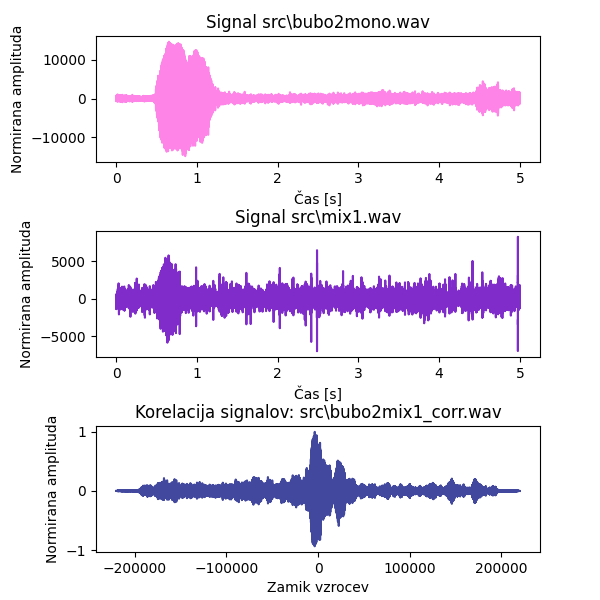 Signal src\bubo2mono.wav
Normirana amplituda
10000
0
−10000
0 1 2 3 4 5
Čas [s]
Signal src\mix1.wav
Normirana amplituda
5000
0
−5000
0 1 2 3 4 5
Čas [s]
Korelacija signalov: src\bubo2mix1_corr.wav
Normirana amplituda
1
0
−1
−200000 −100000 0 100000 200000
Zamik vzrocev